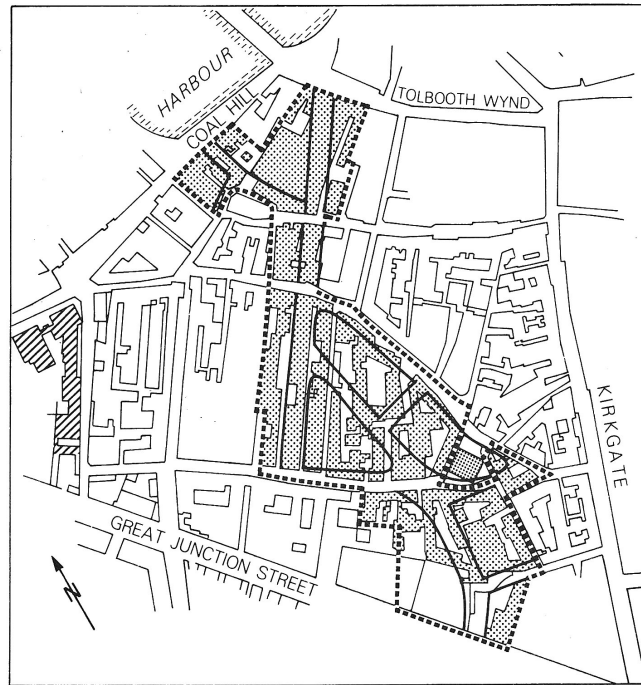 HARBOUR
COAL HILL
TOLBOOTH WYND
KIRKGATE
GREAT JUNCTION STREET
N